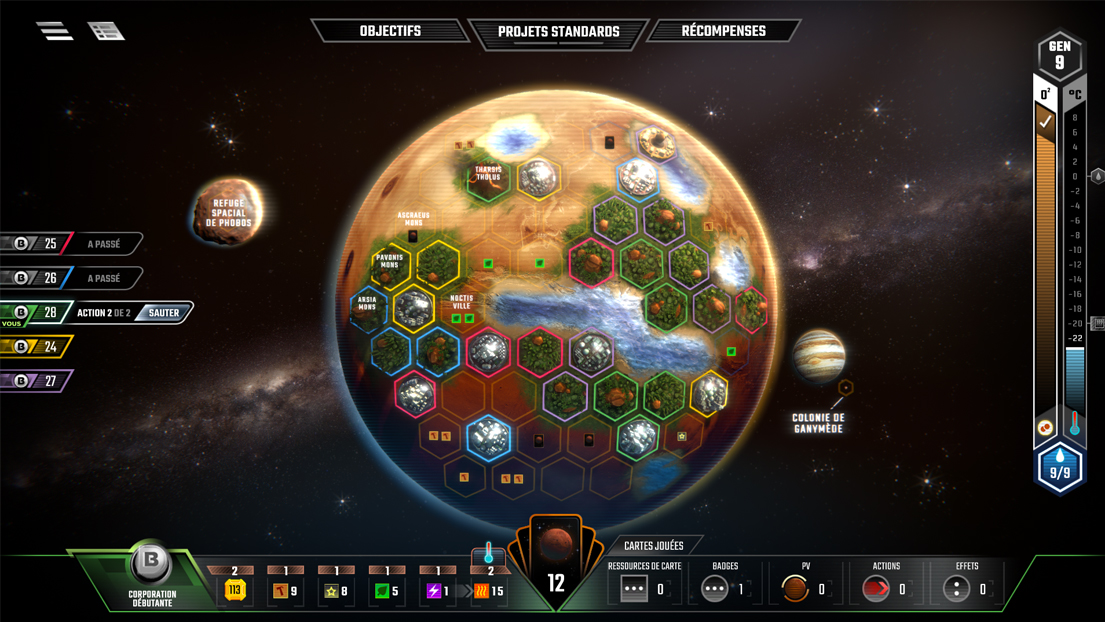 OBJECTIFS
PROJETS STANDARDS
RÉCOMPENSES
GEN
9
O²
°C
8
6
4
2
0
-2
-4
-6
-8
-10
-12
-14
-16
-18
-20
-22
9/9
THARSIS
THOLUS
ASCRAEUS
MONS
PAVONIS
MONS
ARSIA
MONS
NOCTIS
VILLE
REFUGE
SPACIAL
DE PHOBOS
COLONIE DE
GANYMÈDE
B 25 A PASSÉ
B 26 A PASSÉ
B 28 ACTION 2 DE 2 SAUTER
VOUS
B 24
B 27
B
CORPORATION
DÉBUTANTE
2 1 1 1 1 2
113 9 8 5 1 15
12
CARTES JOUÉES
RESSOURCES DE CARTE BADGES PV ACTIONS EFFETS
0 1 0 0 0